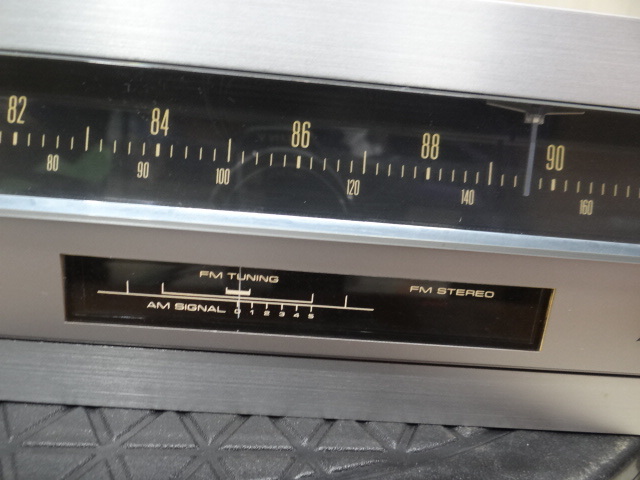 82 84 86 88 90
80 90 100 120 140 160
FM TUNING
FM STEREO
AM SIGNAL 0 1 2 3 4 5